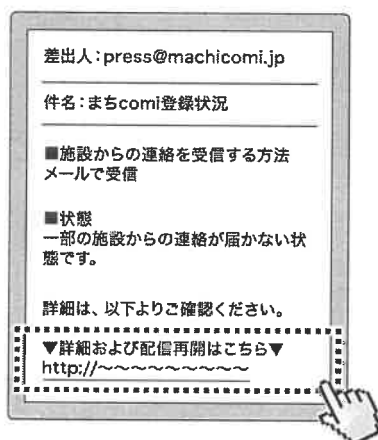 差出人：press@machicomi.jp
件名：まちcomi登録状況
■施設からの連絡を受信する方法
メールで受信
■状態
一部の施設からの連絡が届かない状
態です。
詳細は、以下よりご確認ください。
▼詳細および配信再開はこちら▼
http://～～～～～～～～～